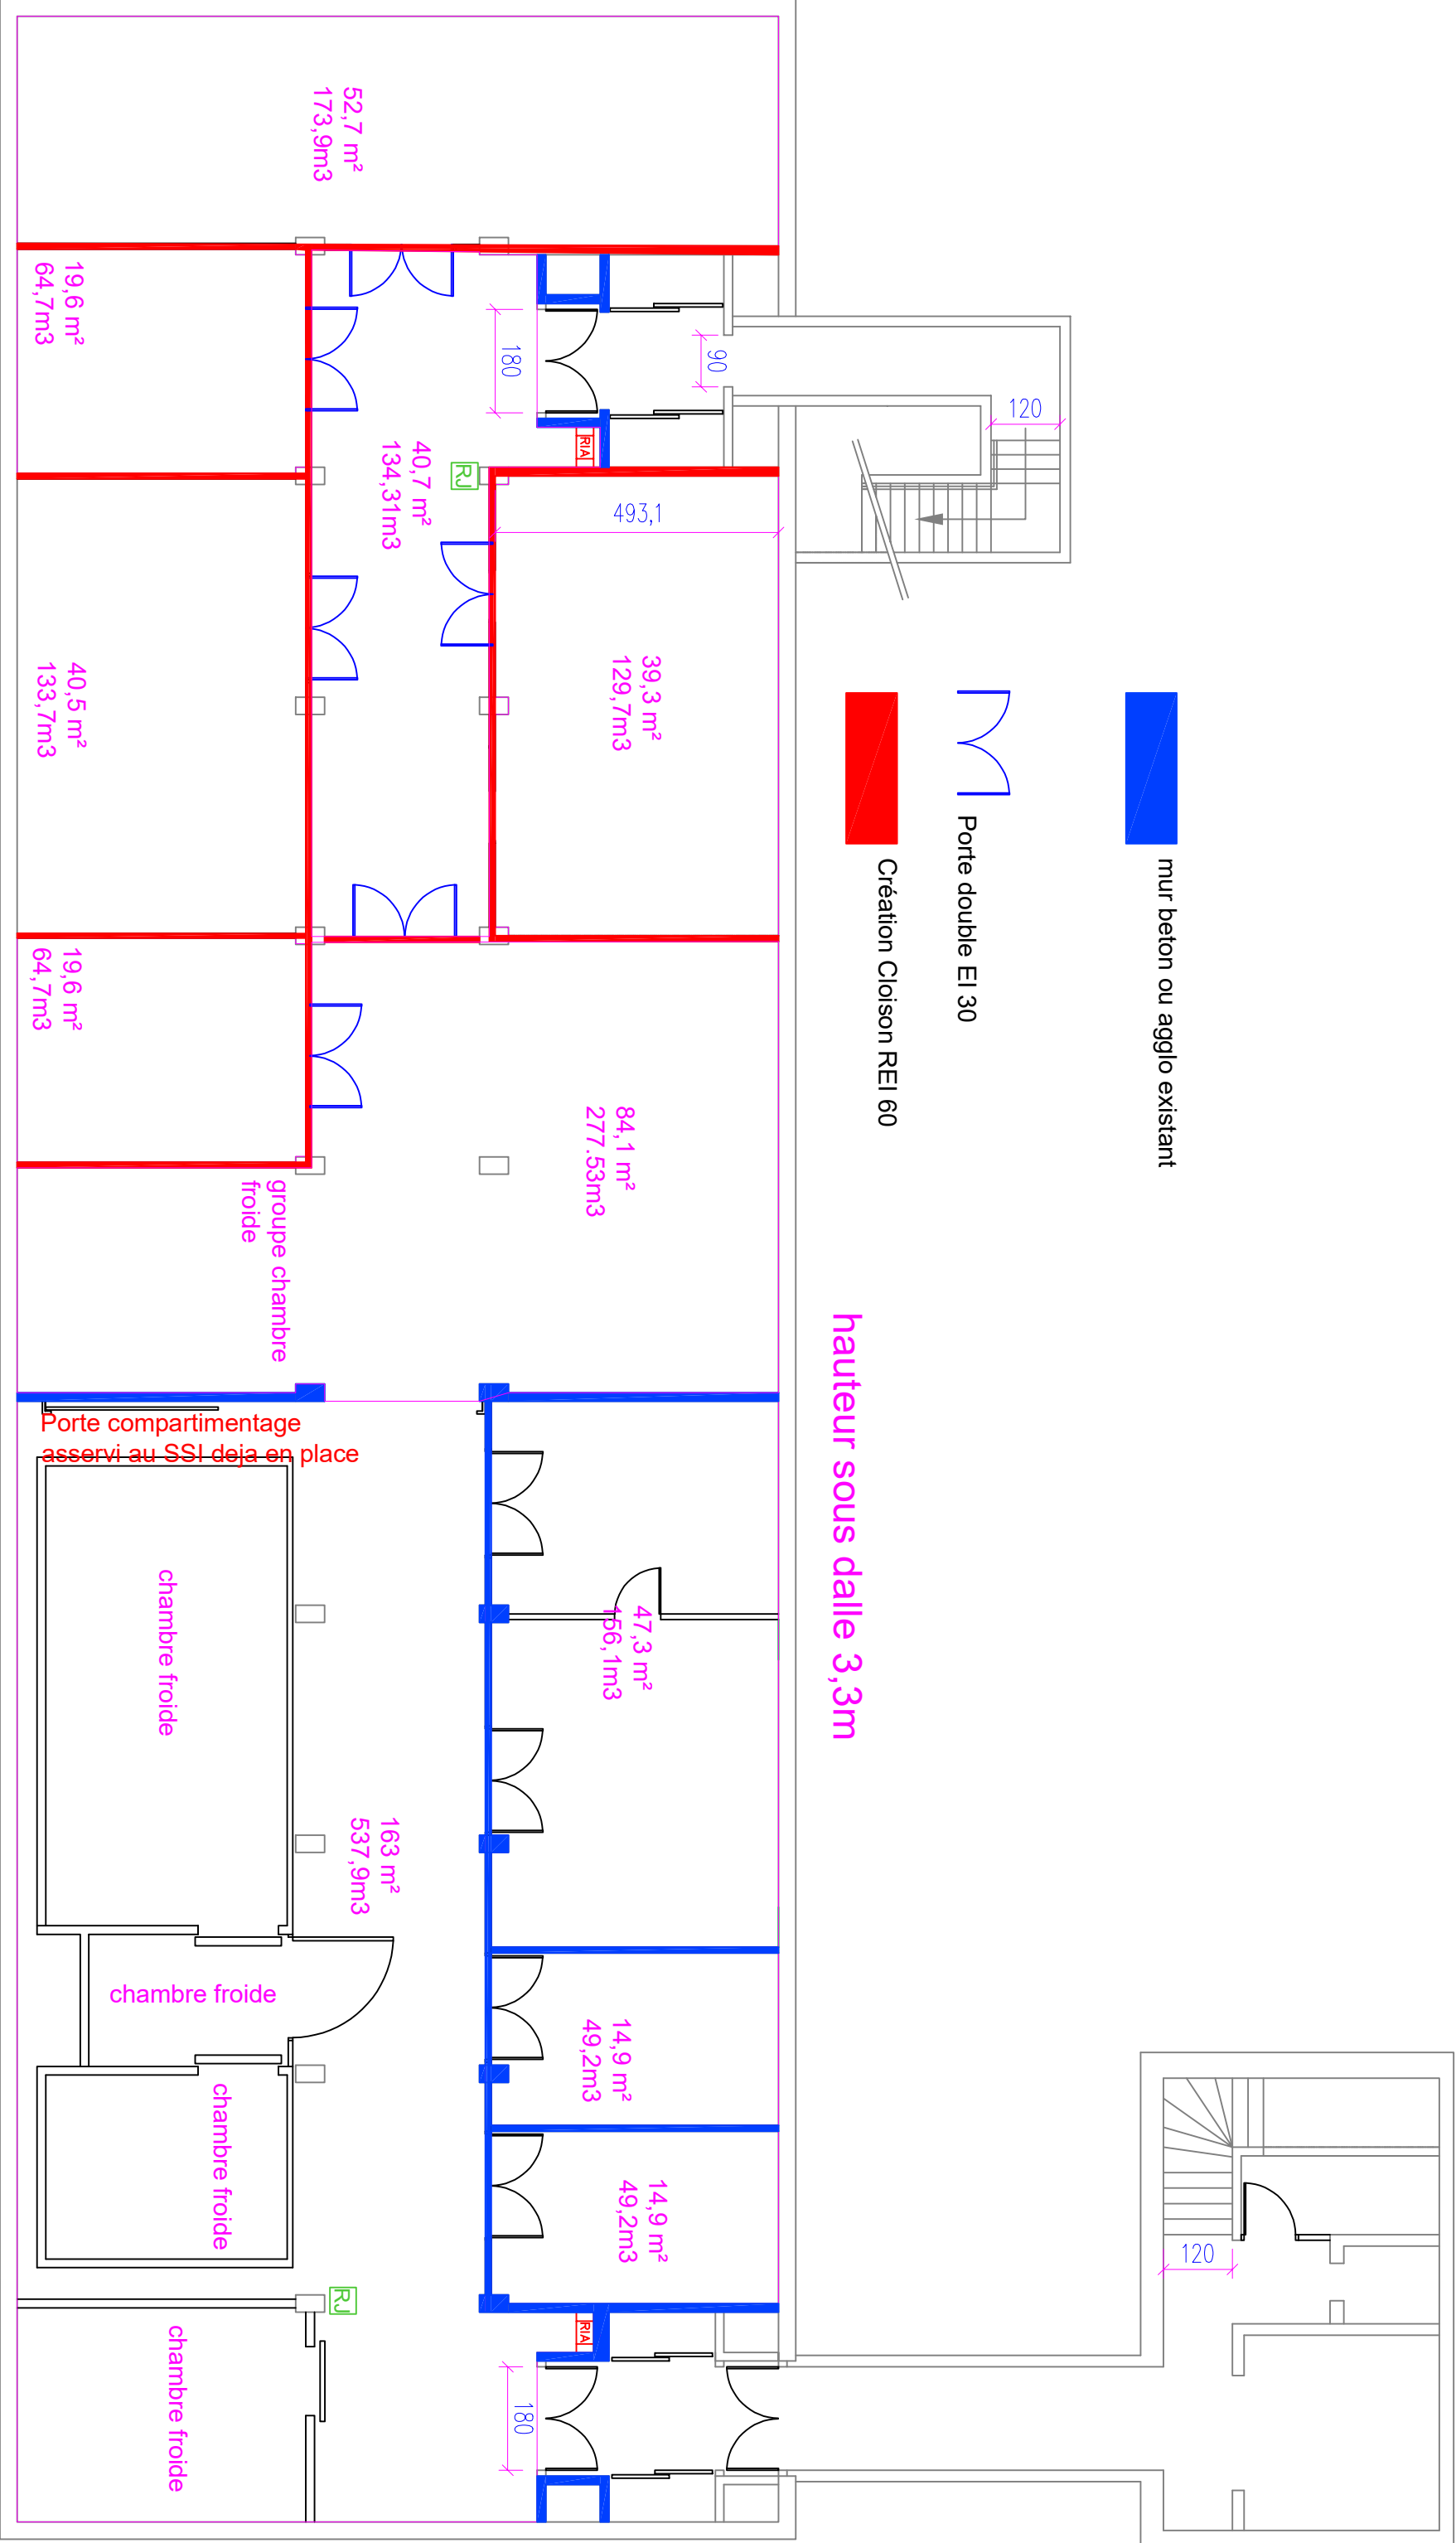 52,7 m²
173,9m3
19,6 m²
64,7m3
180
90
120
RIA
RJ
40,7 m²
134,31m3
493,1
39,3 m²
129,7m3
40,5 m²
133,7m3
mur beton ou agglo existant
Porte double EI 30
Création Cloison REI 60
19,6 m²
64,7m3
84,1 m²
277.53m3
groupe chambre
froide
hauteur sous dalle 3,3m
Porte compartimentage
asservi au SSI deja en place
chambre froide
47,3 m²
156,1m3
163 m²
537,9m3
chambre froide
14,9 m²
49,2m3
chambre froide
14,9 m²
49,2m3
120
RJ
RIA
chambre froide
180